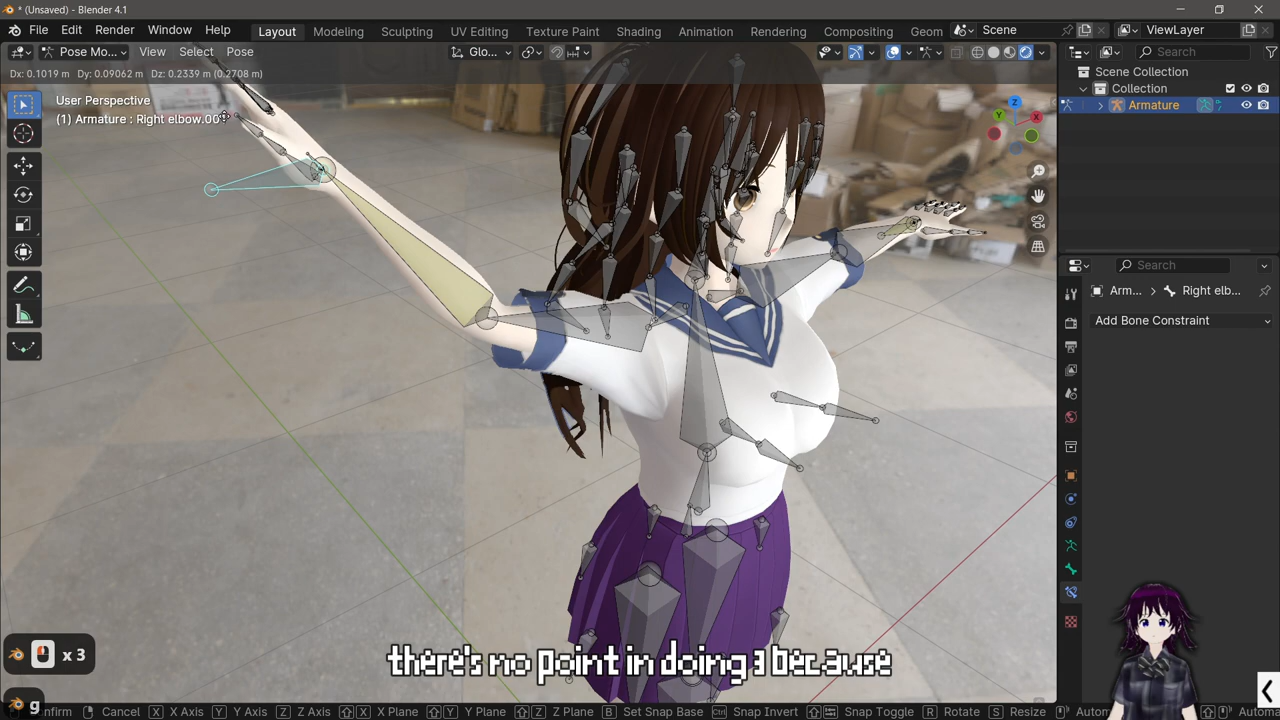 * (Unsaved) - Blender 4.1
File Edit Render Window Help
Layout Modeling Sculpting UV Editing Texture Paint Shading Animation Rendering Compositing Geom
Scene
ViewLayer
Pose Mo...
View Select Pose
Glo...
Search
Dx: 0.1019 m Dy: 0.09062 m Dz: 0.2339 m (0.2708 m)
Scene Collection
Collection
Armature
User Perspective
(1) Armature : Right elbow.00
Z
Y
X
Search
Arm... > Right elb...
Add Bone Constraint
x 3
there's no point in doing 3 because
g
Confirm Cancel X X Axis Y Y Axis Z Z Axis X X Plane Y Y Plane Z Z Plane B Set Snap Base Ctrl Snap Invert Snap Toggle R Rotate S Resize Autom